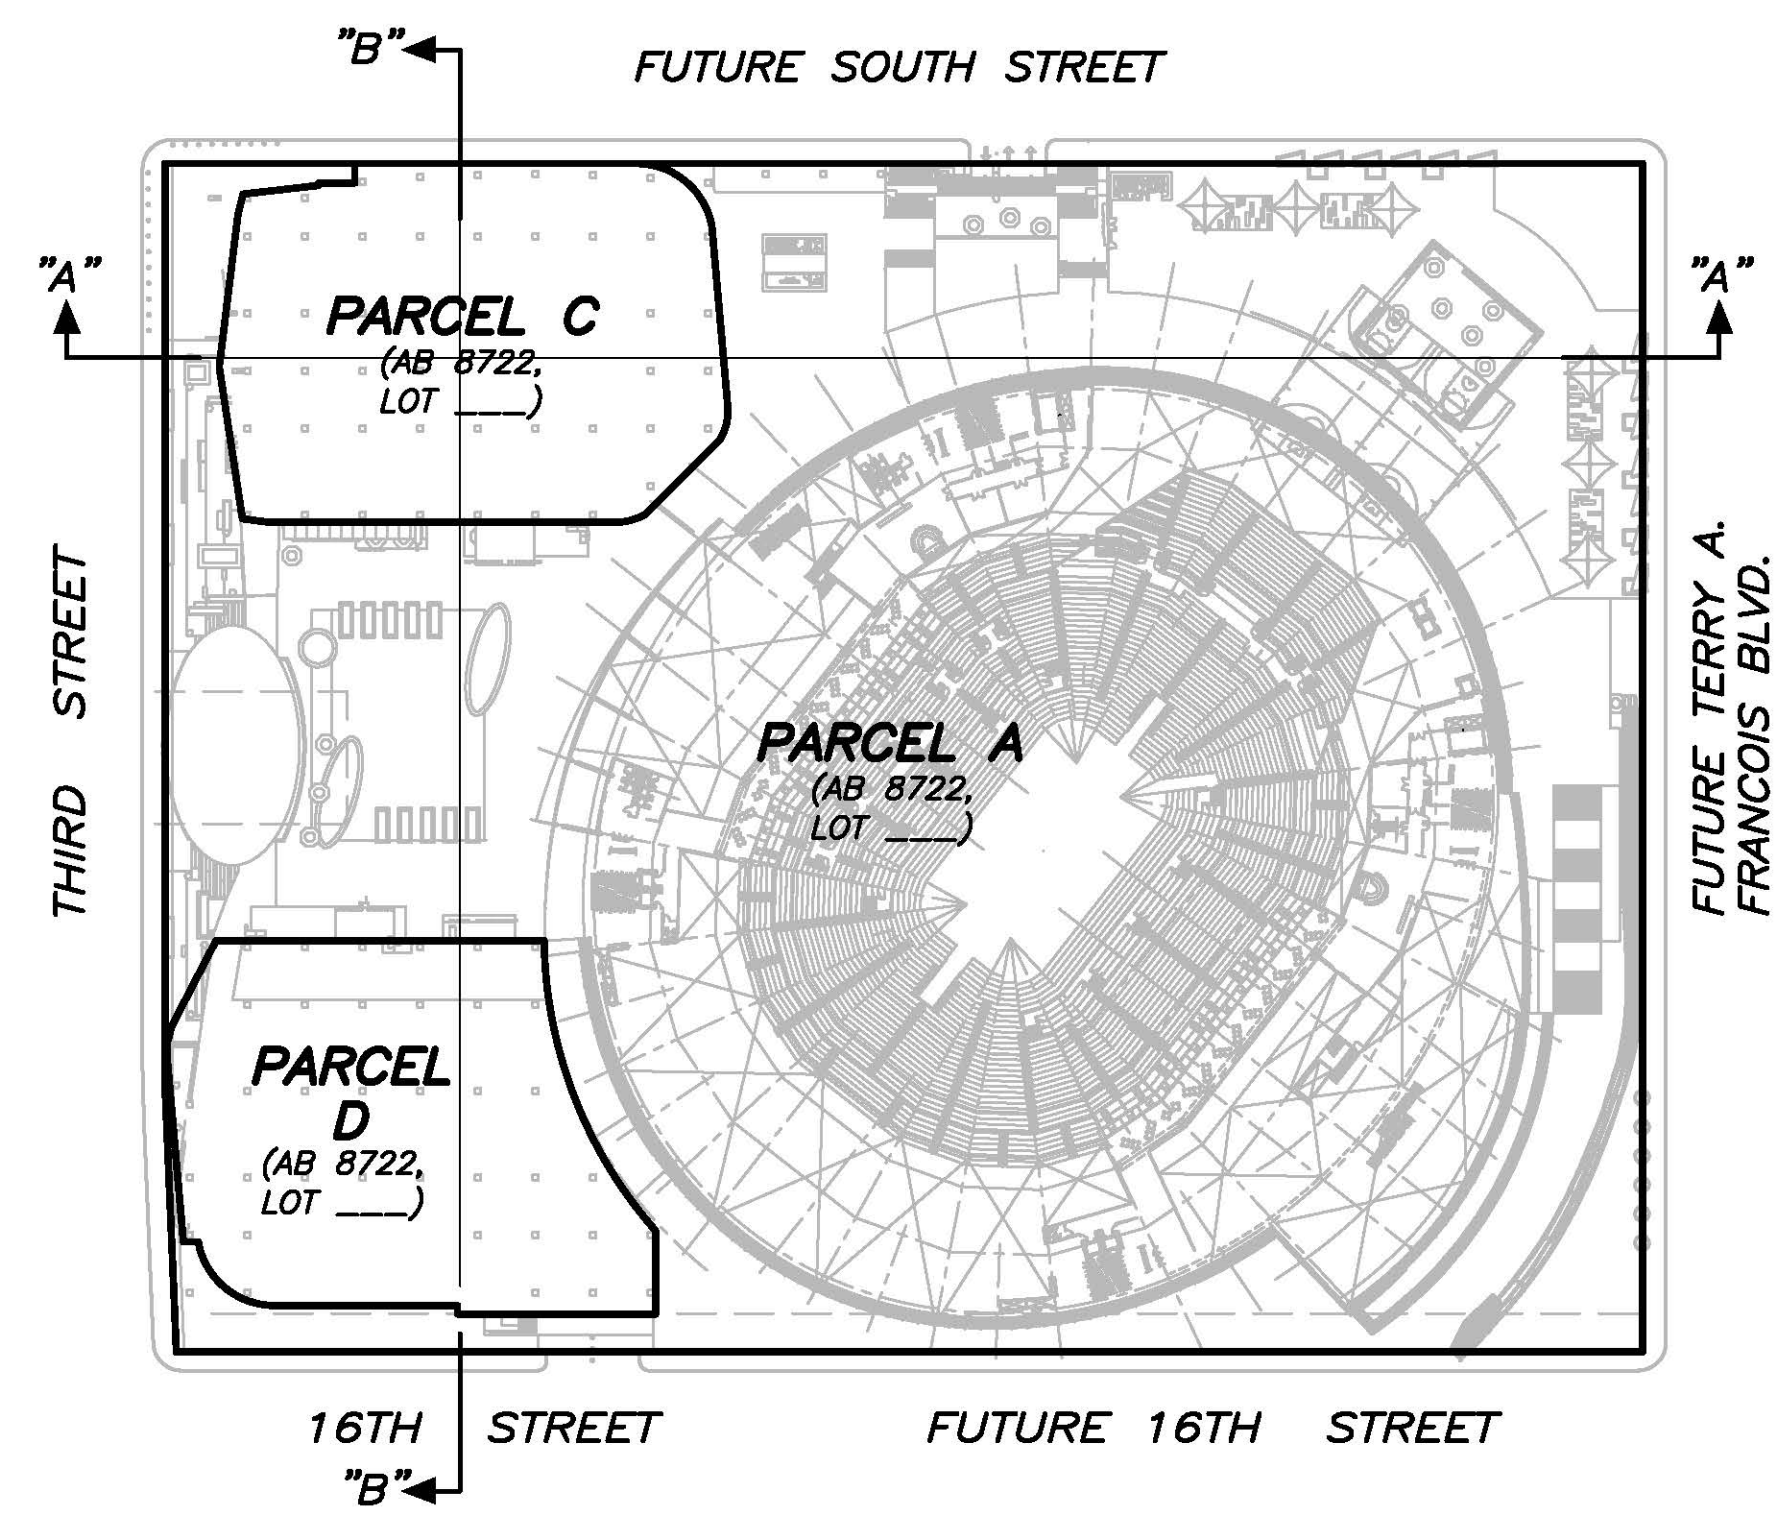 "B"
FUTURE SOUTH STREET
"A"
"A"
PARCEL C
(AB 8722,
LOT ___)
THIRD STREET
FUTURE TERRY A.
FRANCOIS BLVD.
PARCEL A
(AB 8722,
LOT ___)
PARCEL
D
(AB 8722,
LOT ___)
16TH STREET
FUTURE 16TH STREET
"B"